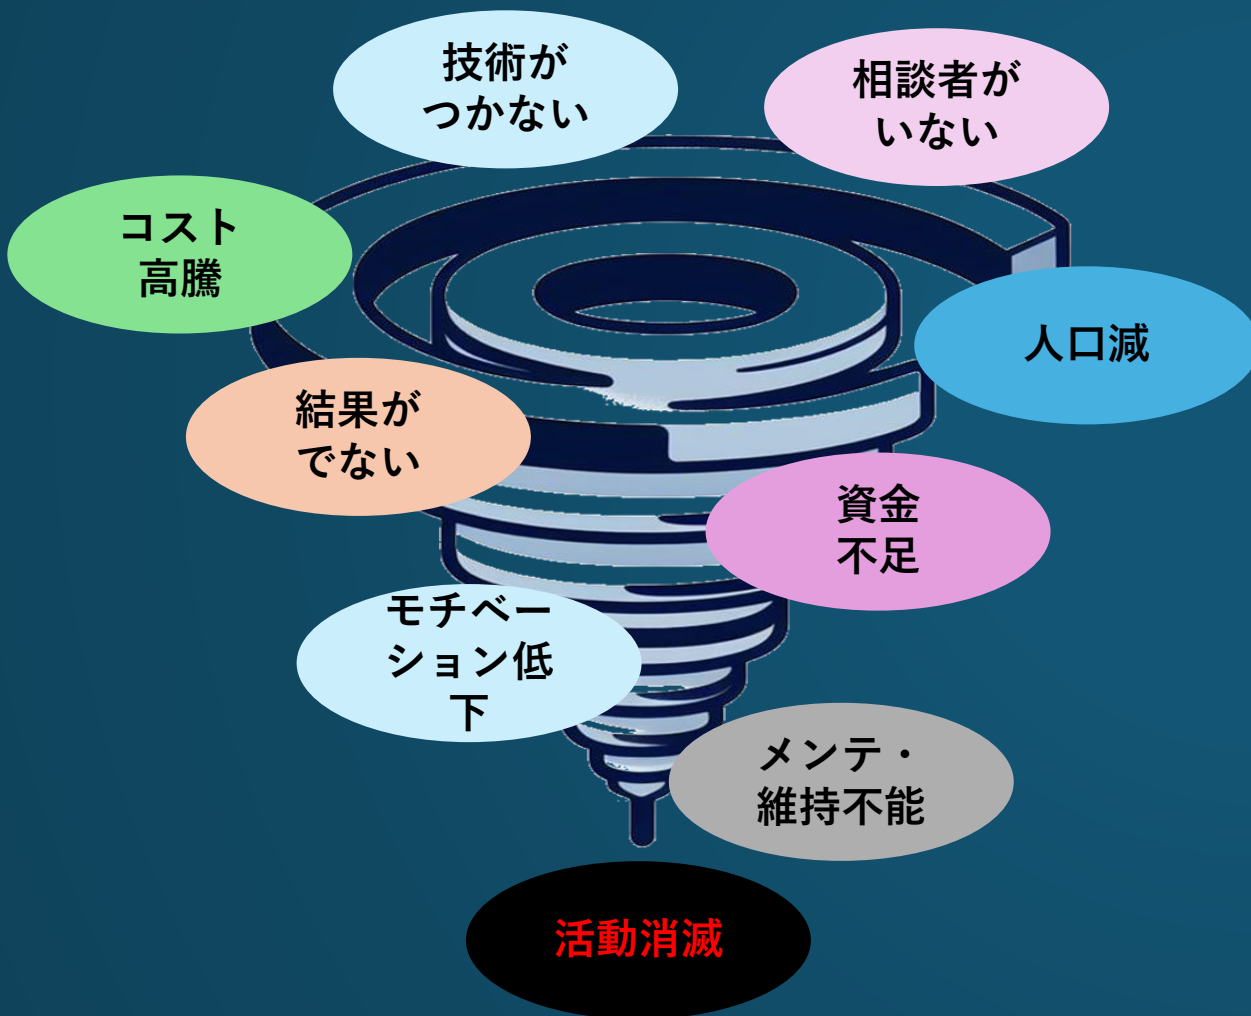 技術が
つかない
相談者が
いない
コスト
高騰
人口減
結果が
でない
資金
不足
モチベー
ション低
下
メンテ・
維持不能
活動消滅